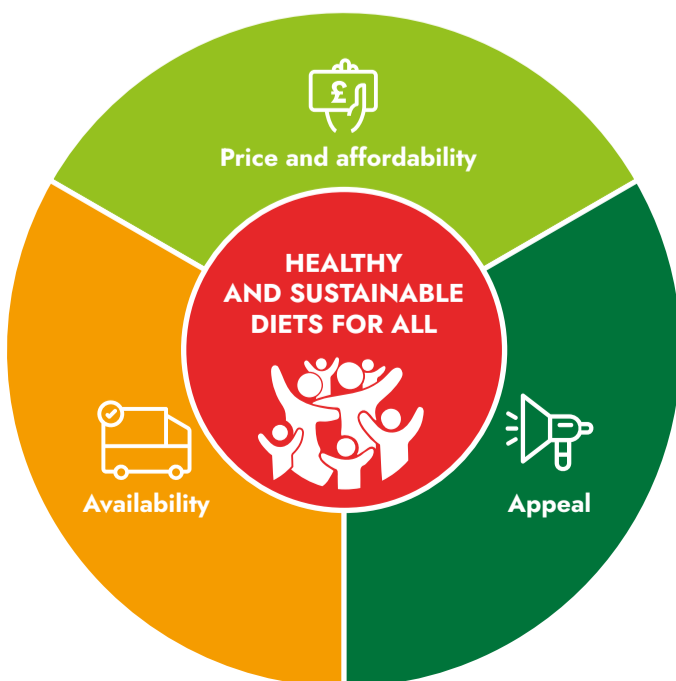 £
Price and affordability
HEALTHY
AND SUSTAINABLE
DIETS FOR ALL
Availability
Appeal